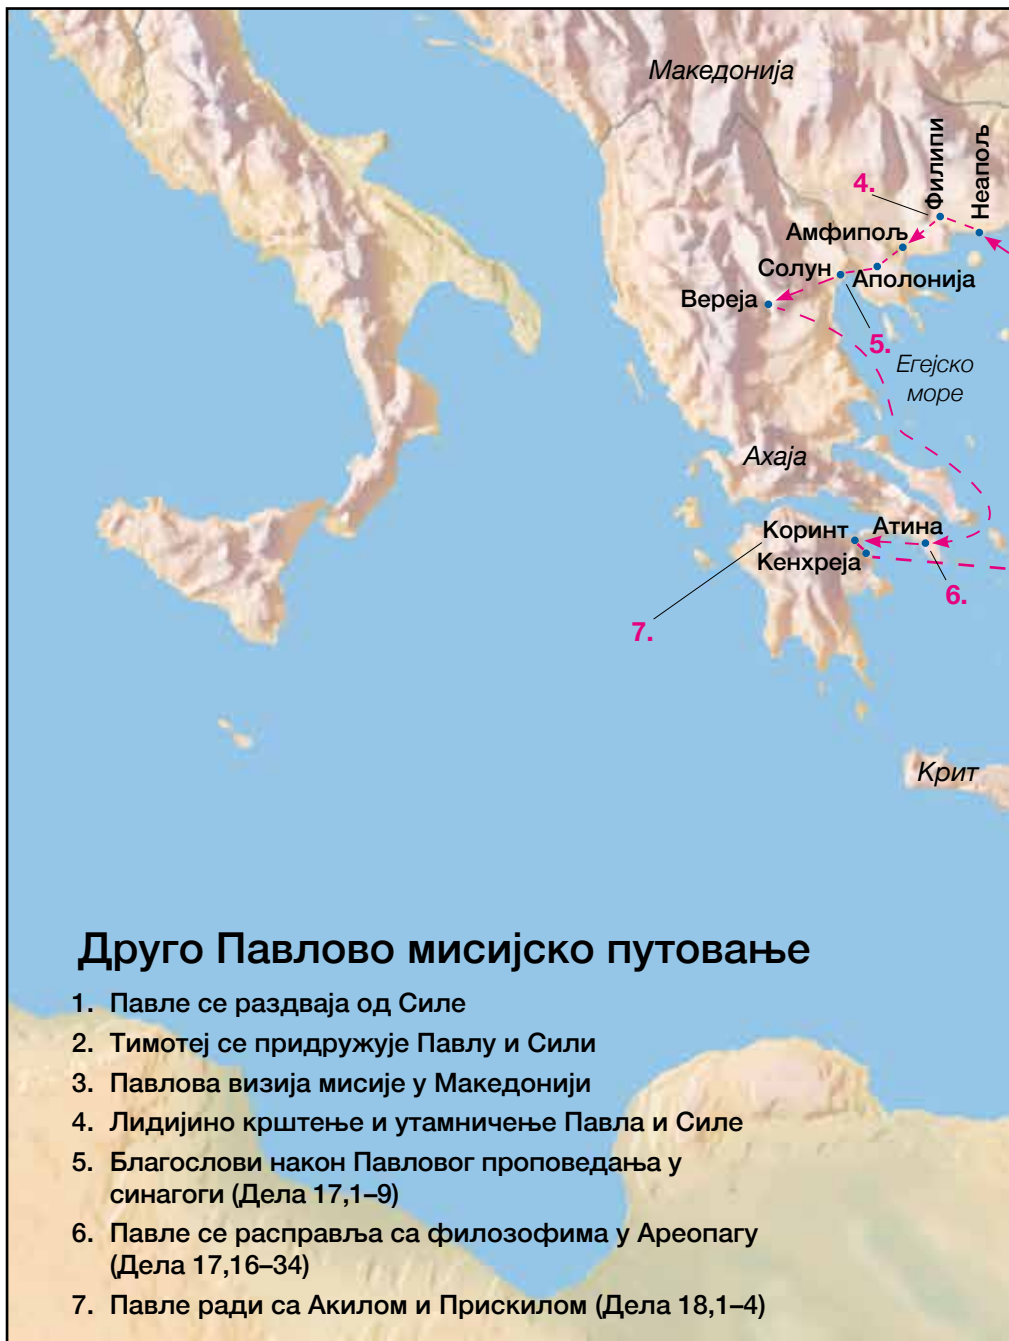 Македонија
Филипи
Неапољ
4.
Амфипољ
Солун
Аполонија
Вереја
5.
Егејско
море
Ахаја
Коринт
Атина
Кенхреја
6.
7.
Крит
Друго Павлово мисијско путовање
1. Павле се раздваја од Силе
2. Тимотеј се придружује Павлу и Сили
3. Павлова визија мисије у Македонији
4. Лидијино крштење и утамничење Павла и Силе
5. Благослови након Павловог проповедања у
синагоги (Дела 17,1–9)
6. Павле се расправља са филозофима у Ареопагу
(Дела 17,16–34)
7. Павле ради са Акилом и Прискилом (Дела 18,1–4)